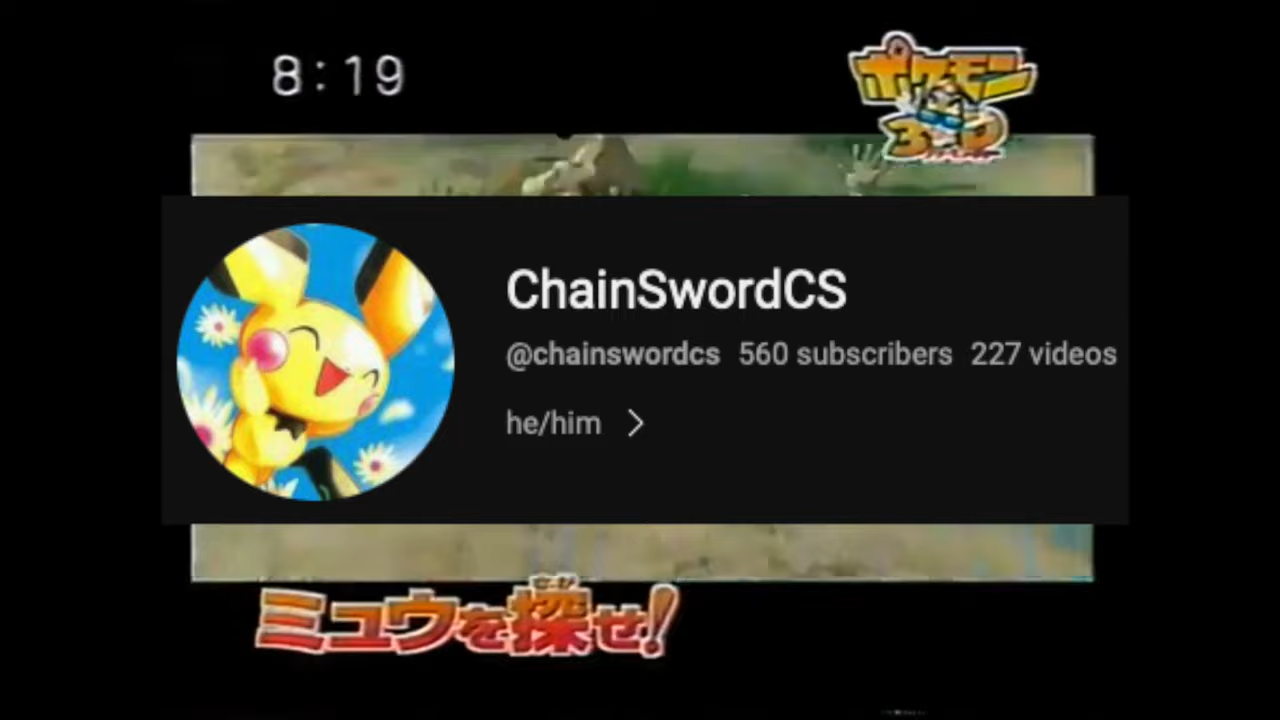 8:19
ポケモン
3D
ChainSwordCS
@chainswordcs 560 subscribers 227 videos
he/him
ミュウを探せ!